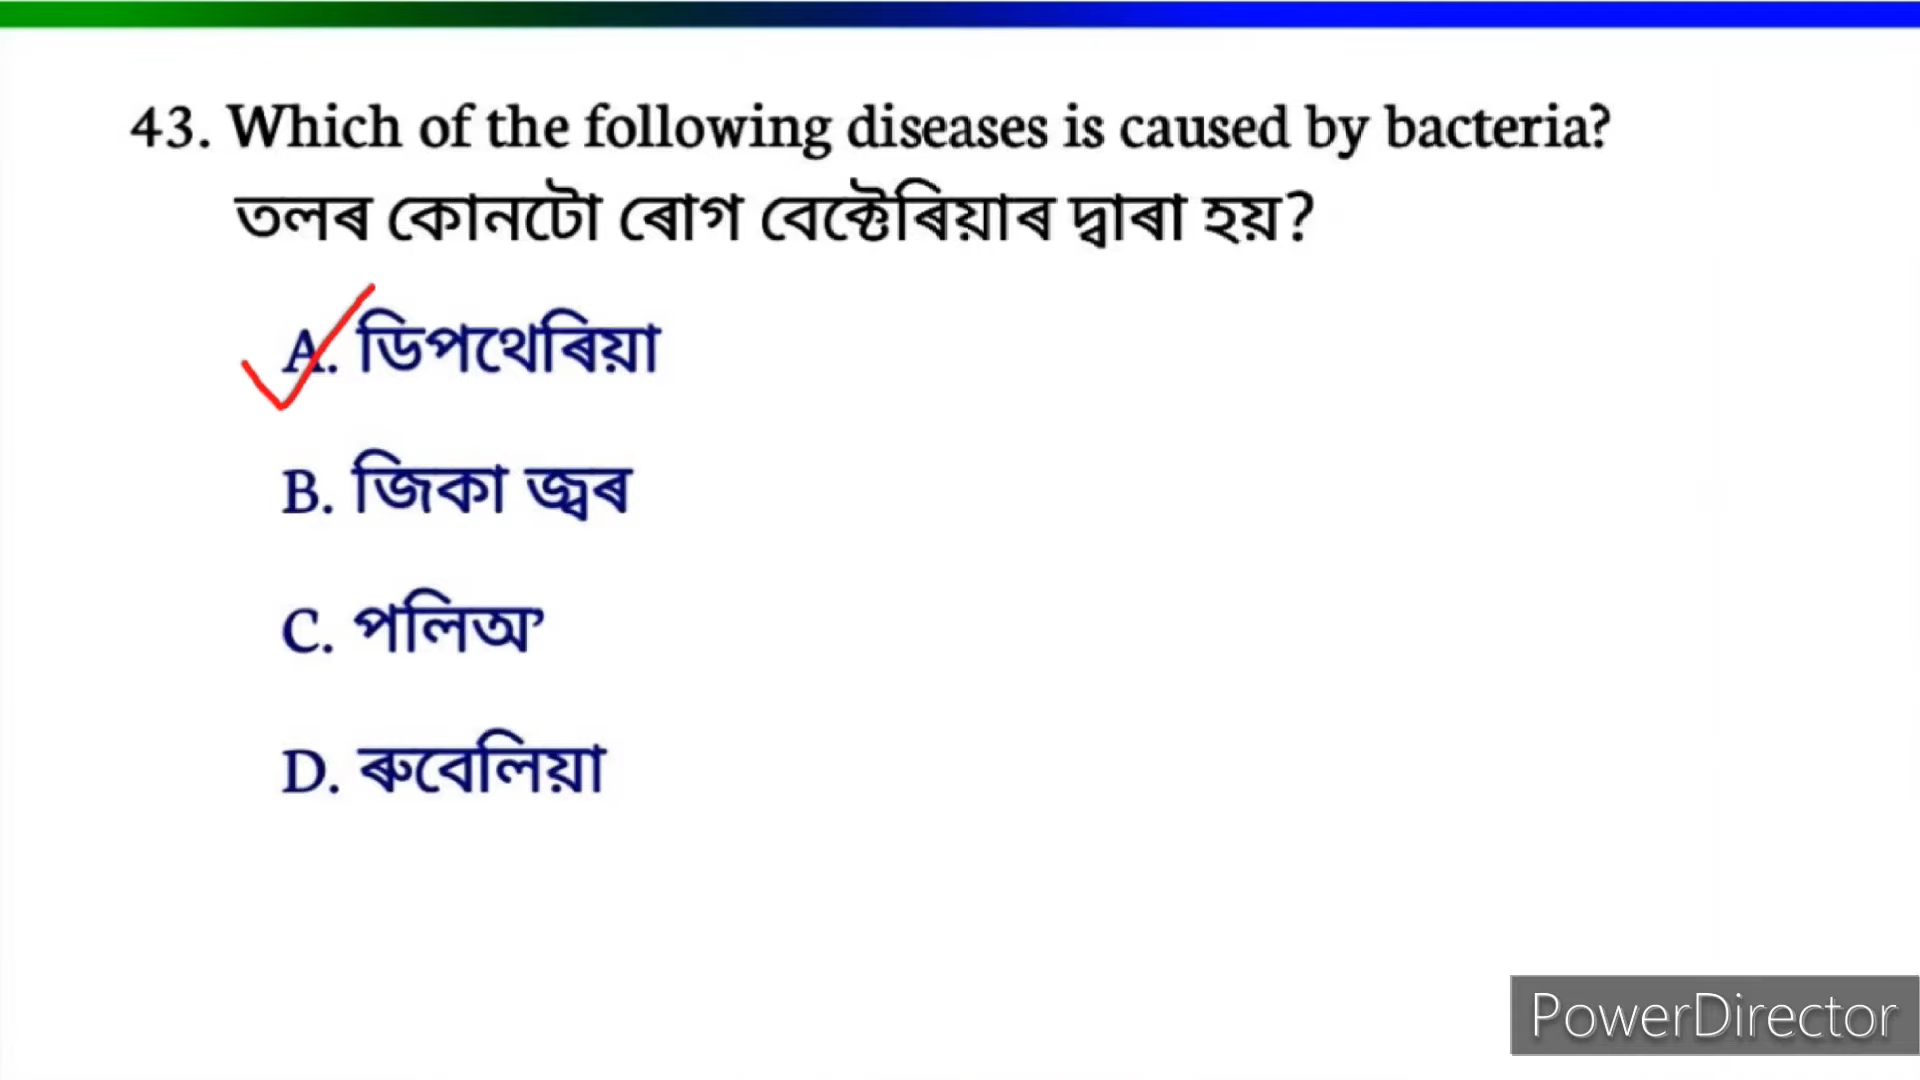 43. Which of the following diseases is caused by bacteria?
তলৰ কোনটো ৰোগ বেক্টেৰিয়াৰ দ্বাৰা হয়?
A. ডিপথেৰিয়া
B. জিকা জ্বৰ
C. পলিঅ’
D. ৰুবেলিয়া
PowerDirector